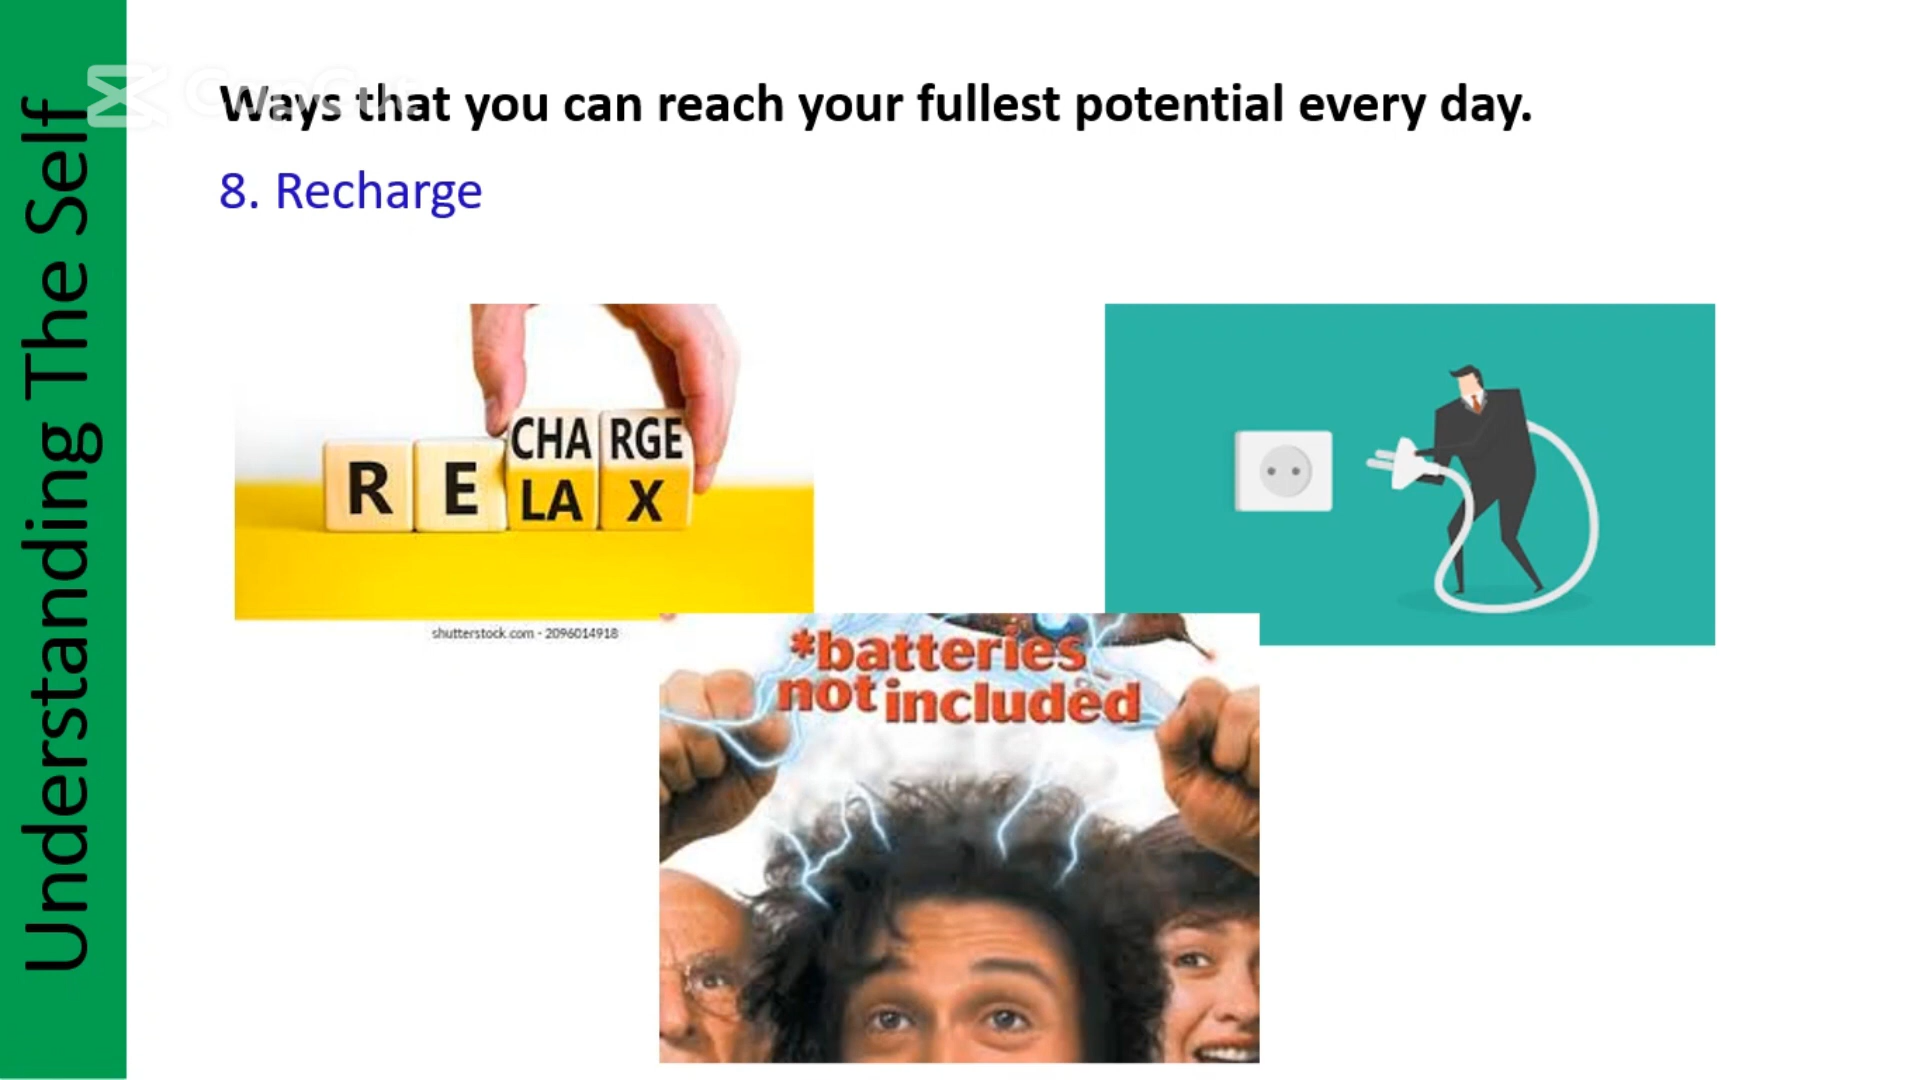 Understanding The Self
CapCut
Ways that you can reach your fullest potential every day.
8. Recharge
CHA RGE
R E LA X
shutterstock.com - 2096014918
*batteries
not included